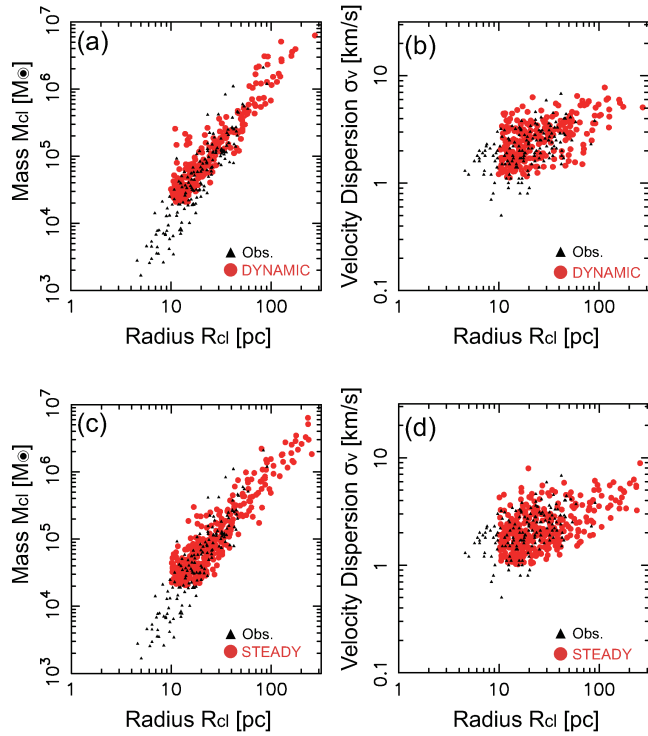 (a)
Mass Mcl [M☉]
10^7
10^6
10^5
10^4
10^3
▲ Obs.
● DYNAMIC
1
10
100
Radius Rcl [pc]
(b)
Velocity Dispersion σv [km/s]
10
1
0.1
▲ Obs.
● DYNAMIC
1
10
100
Radius Rcl [pc]
(c)
Mass Mcl [M☉]
10^7
10^6
10^5
10^4
10^3
▲ Obs.
● STEADY
1
10
100
Radius Rcl [pc]
(d)
Velocity Dispersion σv [km/s]
10
1
0.1
▲ Obs.
● STEADY
1
10
100
Radius Rcl [pc]